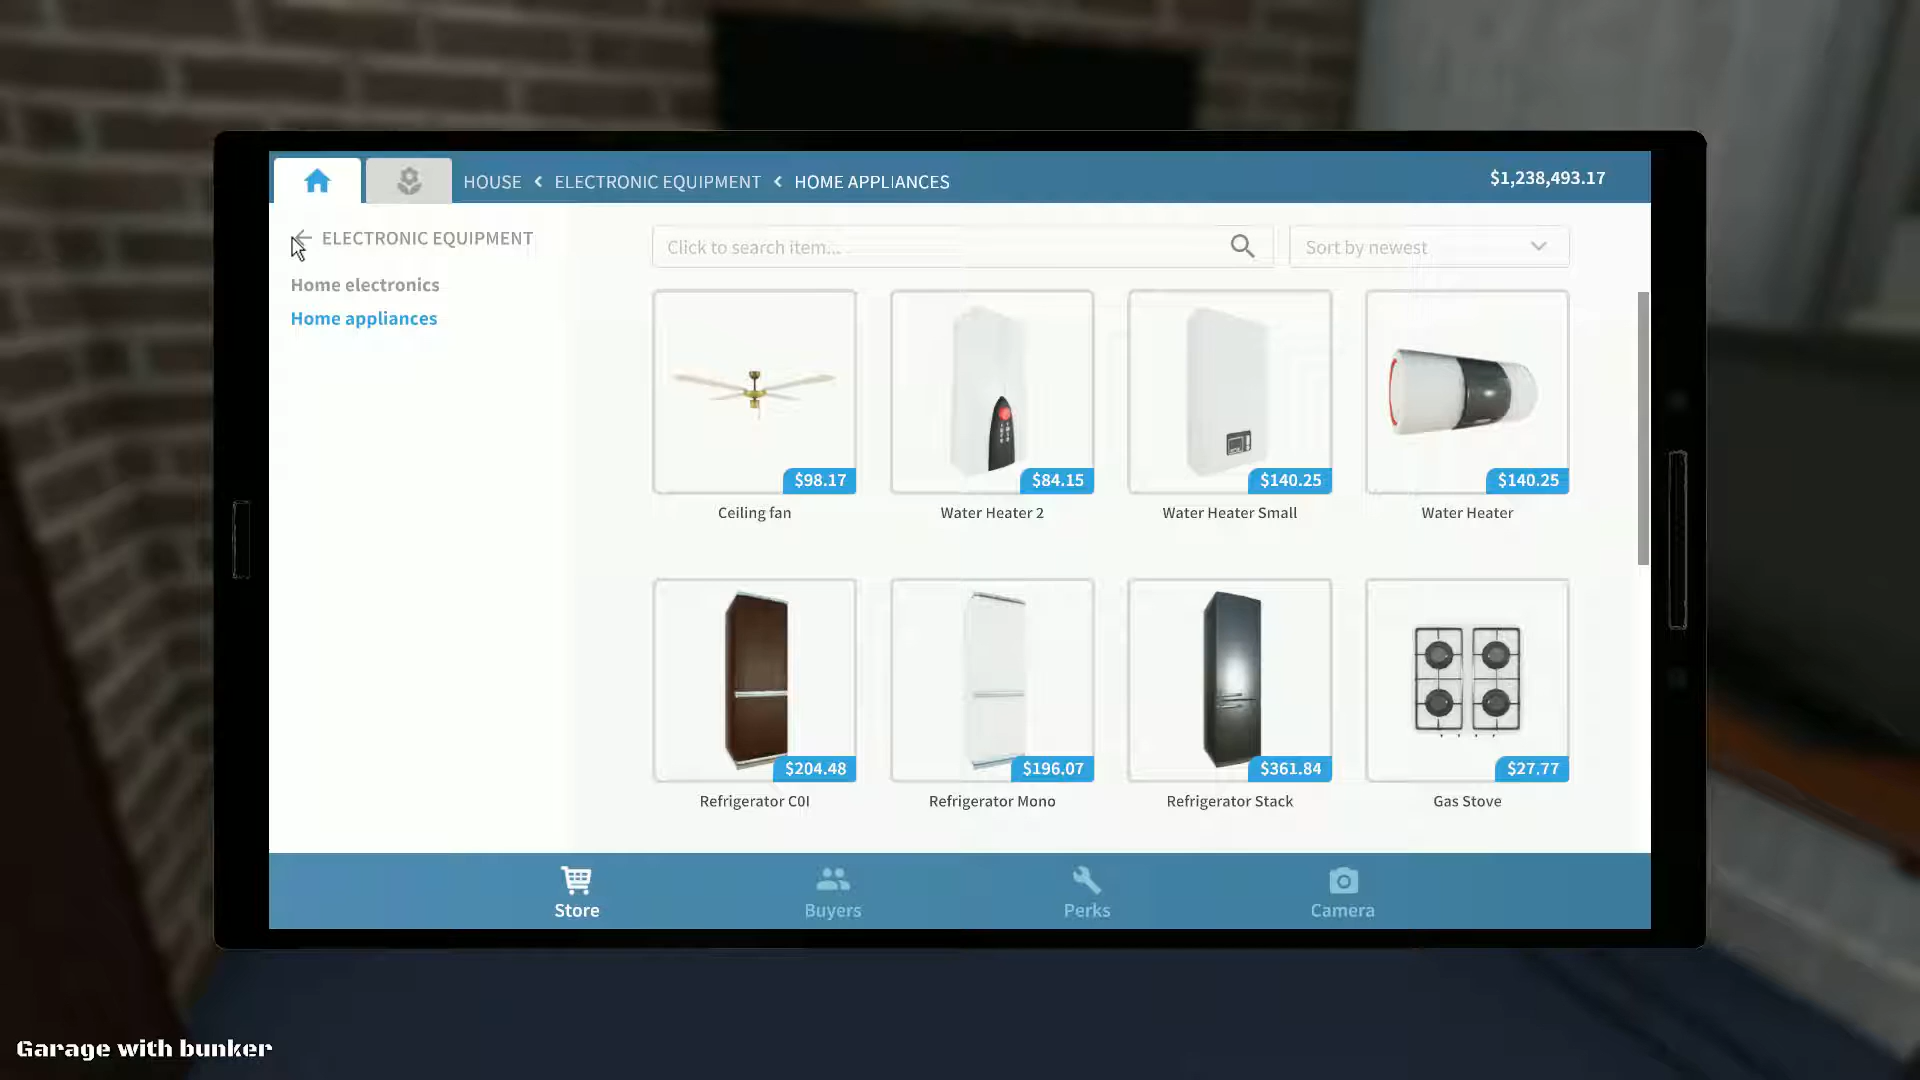 HOUSE
ELECTRONIC EQUIPMENT
HOME APPLIANCES
$1,238,493.17
ELECTRONIC EQUIPMENT
Click to search item...
Sort by newest
Home electronics
Home appliances
$98.17
$84.15
$140.25
$140.25
Ceiling fan
Water Heater 2
Water Heater Small
Water Heater
$204.48
$196.07
$361.84
$27.77
Refrigerator C0I
Refrigerator Mono
Refrigerator Stack
Gas Stove
Store
Buyers
Perks
Camera
Garage with bunker